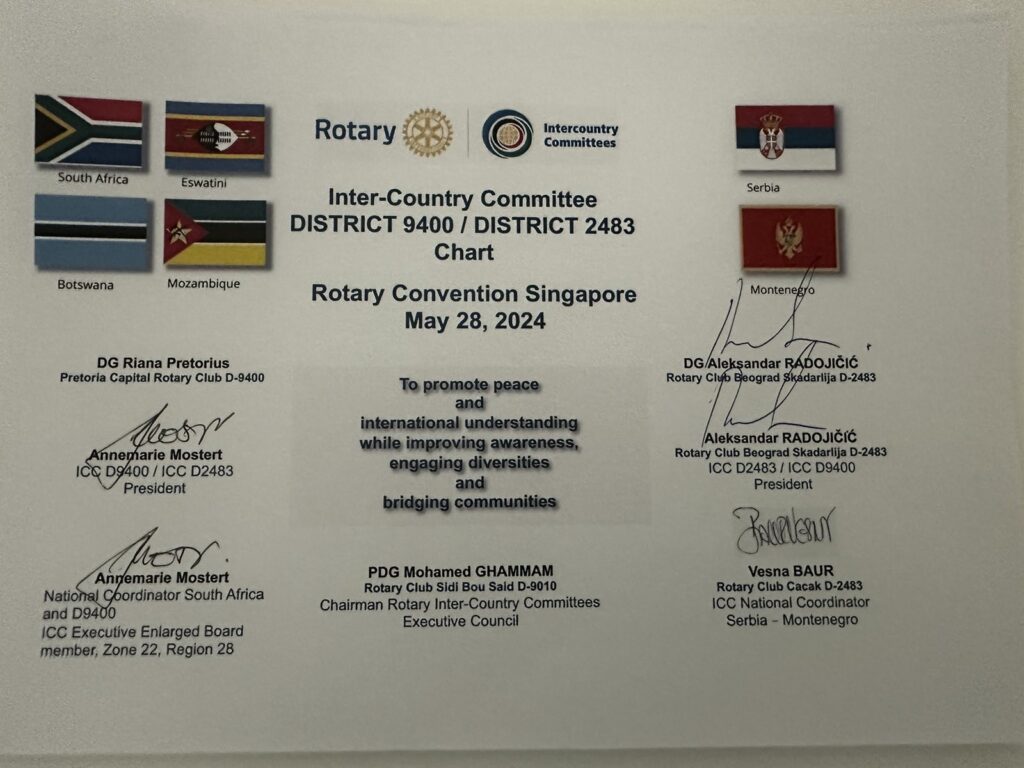 Rotary
Intercountry
Committees
South Africa
Eswatini
Botswana
Mozambique
Serbia
Montenegro
Inter-Country Committee
DISTRICT 9400 / DISTRICT 2483
Chart
Rotary Convention Singapore
May 28, 2024
DG Riana Pretorius
Pretoria Capital Rotary Club D-9400
Annemarie Mostert
ICC D9400 / ICC D2483
President
Annemarie Mostert
National Coordinator South Africa
and D9400
ICC Executive Enlarged Board
member, Zone 22, Region 28
To promote peace
and
international understanding
while improving awareness,
engaging diversities
and
bridging communities
PDG Mohamed GHAMMAM
Rotary Club Sidi Bou Said D-9010
Chairman Rotary Inter-Country Committees
Executive Council
DG Aleksandar RADOJIČIĆ
Rotary Club Beograd Skadarlija D-2483
Aleksandar RADOJIČIĆ
Rotary Club Beograd Skadarlija D-2483
ICC D2483 / ICC D9400
President
Vesna BAUR
Rotary Club Cacak D-2483
ICC National Coordinator
Serbia – Montenegro